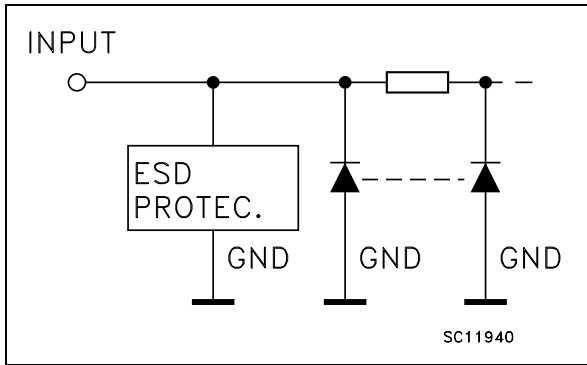 INPUT
ESD
PROTEC.
GND GND GND
SC11940